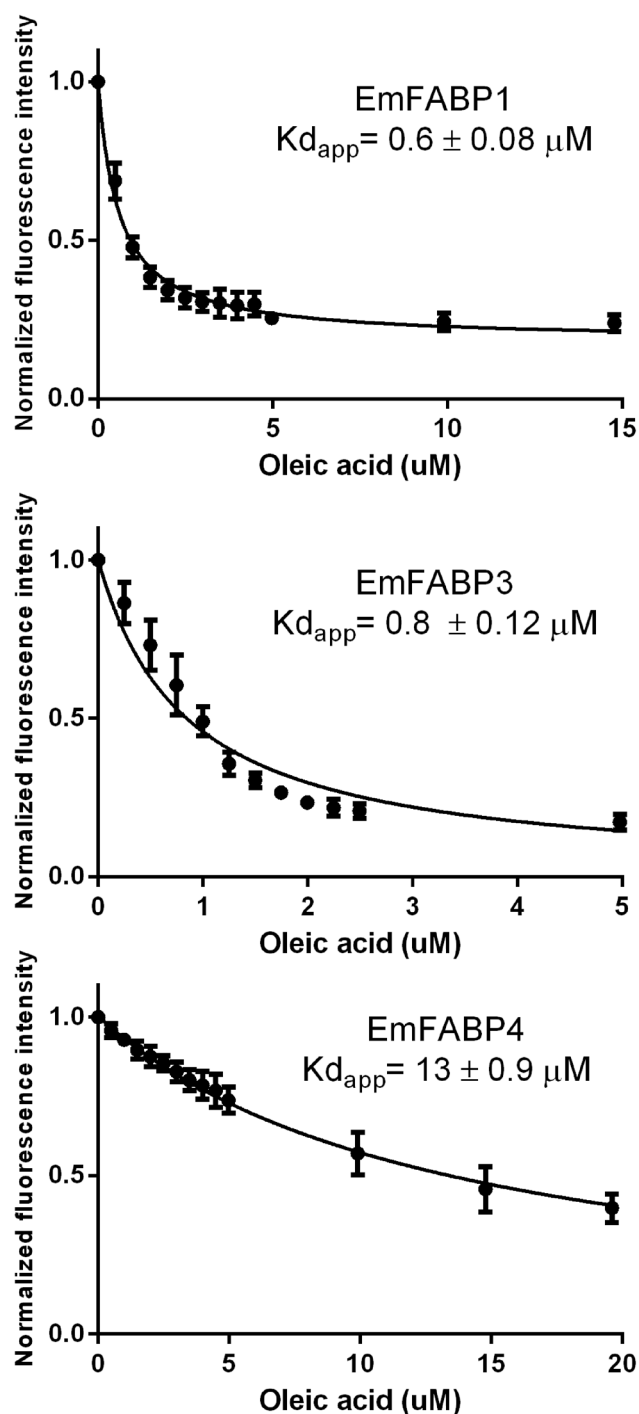 Normalized fluorescence intensity
1.0
0.5
0.0
EmFABP1
Kdapp= 0.6 ± 0.08 µM
0 5 10 15
Oleic acid (uM)
Normalized fluorescence intensity
1.0
0.5
0.0
EmFABP3
Kdapp= 0.8 ± 0.12 µM
0 1 2 3 4 5
Oleic acid (uM)
Normalized fluorescence intensity
1.0
0.5
0.0
EmFABP4
Kdapp= 13 ± 0.9 µM
0 5 10 15 20
Oleic acid (uM)